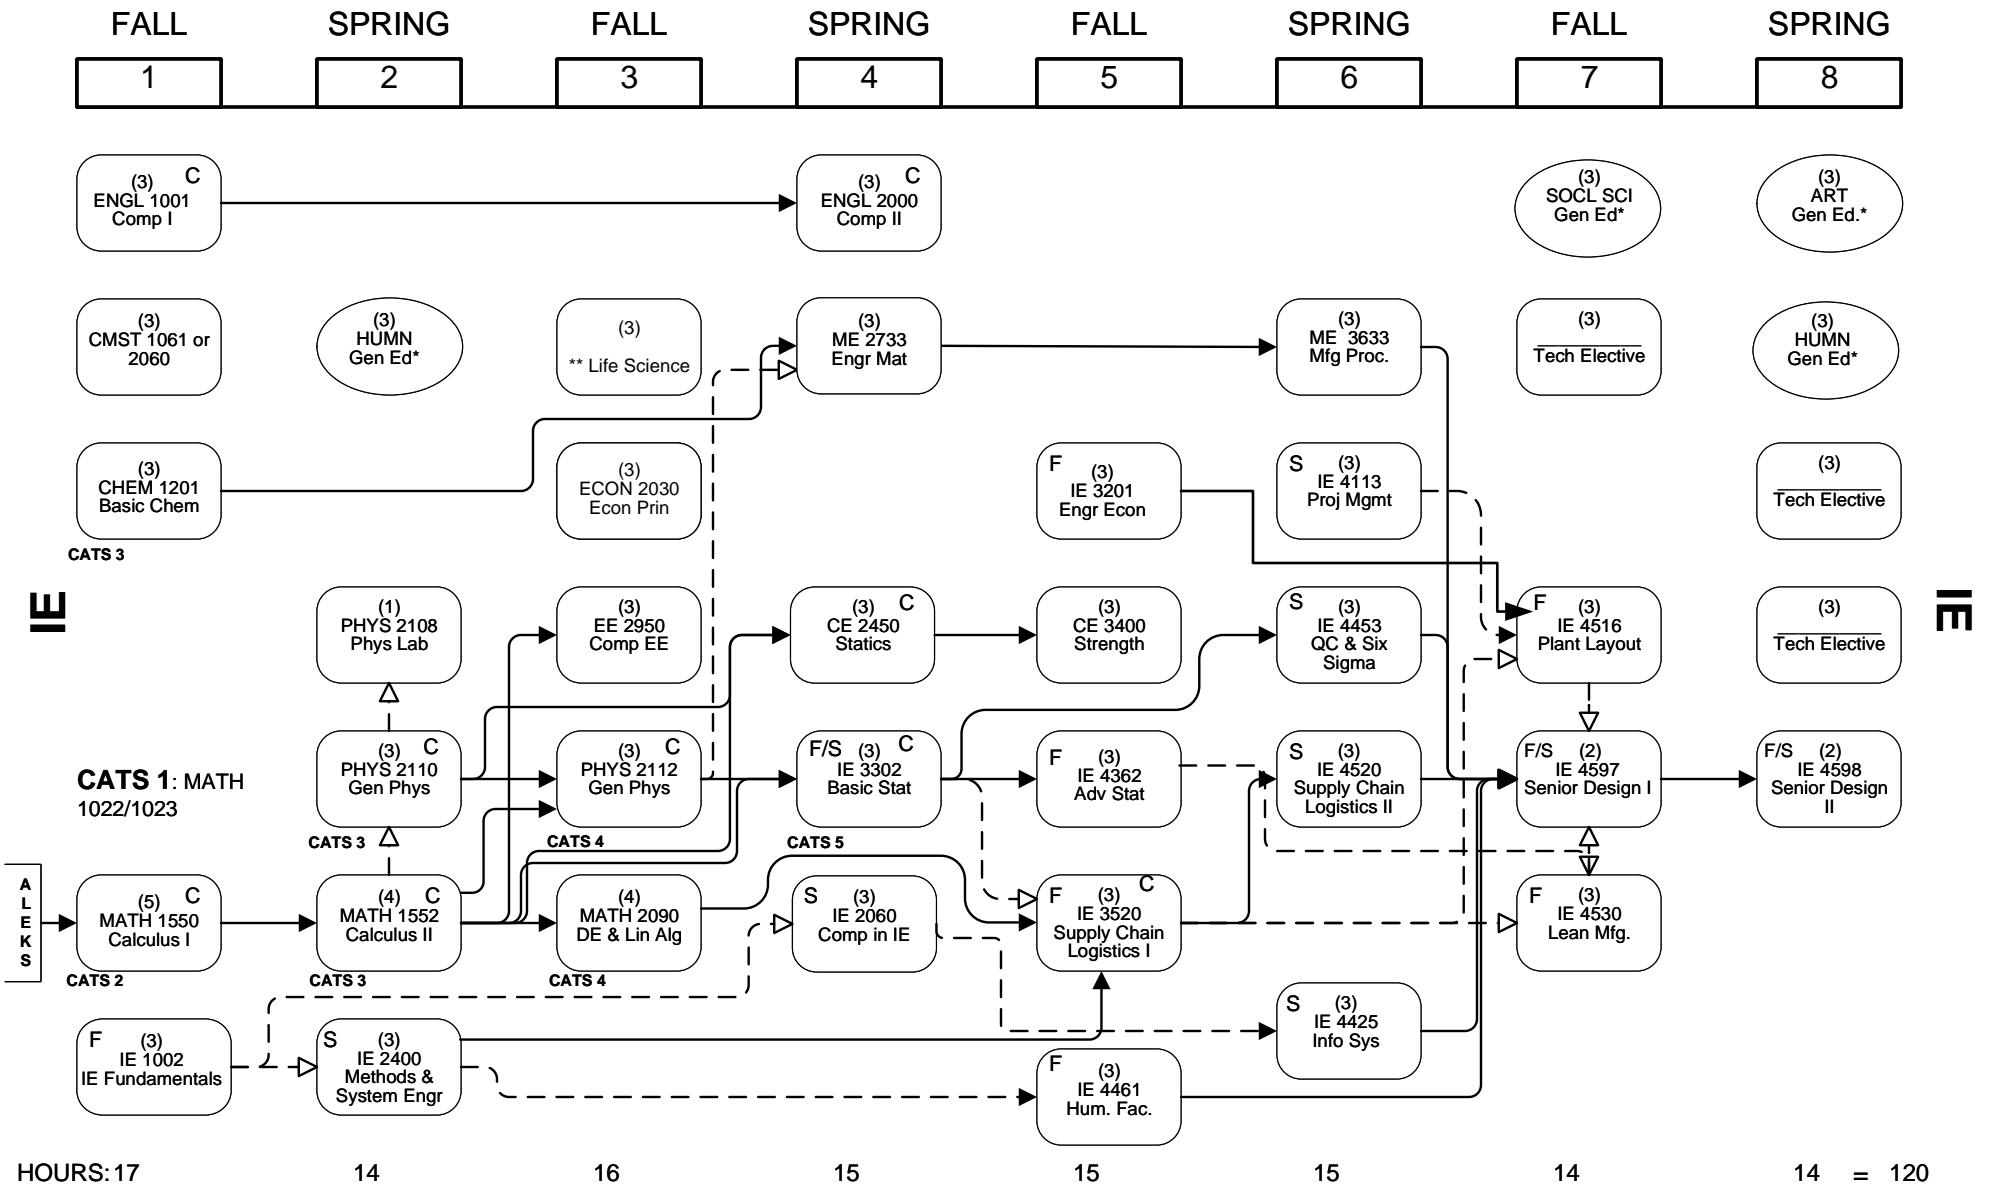 FALL SPRING FALL SPRING FALL SPRING FALL SPRING
1 2 3 4 5 6 7 8
(3) C
ENGL 1001
Comp I
(3) C
ENGL 2000
Comp II
(3)
SOCL SCI
Gen Ed*
(3)
ART
Gen Ed.*
(3)
CMST 1061 or
2060
(3)
HUMN
Gen Ed*
(3)
** Life Science
(3)
ME 2733
Engr Mat
(3)
ME 3633
Mfg Proc.
(3)
___________
Tech Elective
(3)
HUMN
Gen Ed*
(3)
CHEM 1201
Basic Chem
CATS 3
(3)
ECON 2030
Econ Prin
F (3)
IE 3201
Engr Econ
S (3)
IE 4113
Proj Mgmt
(3)
___________
Tech Elective
IE
(1)
PHYS 2108
Phys Lab
(3)
EE 2950
Comp EE
(3) C
CE 2450
Statics
(3)
CE 3400
Strength
S (3)
IE 4453
QC & Six
Sigma
F (3)
IE 4516
Plant Layout
(3)
___________
Tech Elective
IE
CATS 1: MATH
1022/1023
(3) C
PHYS 2110
Gen Phys
CATS 3
(3) C
PHYS 2112
Gen Phys
CATS 4
F/S (3) C
IE 3302
Basic Stat
CATS 5
F (3)
IE 4362
Adv Stat
S (3)
IE 4520
Supply Chain
Logistics II
F/S (2)
IE 4597
Senior Design I
F/S (2)
IE 4598
Senior Design
II
A
L
E
K
S
(5) C
MATH 1550
Calculus I
CATS 2
(4) C
MATH 1552
Calculus II
CATS 3
(4)
MATH 2090
DE & Lin Alg
CATS 4
S (3)
IE 2060
Comp in IE
F (3) C
IE 3520
Supply Chain
Logistics I
F (3)
IE 4530
Lean Mfg.
F (3)
IE 1002
IE Fundamentals
S (3)
IE 2400
Methods &
System Engr
F (3)
IE 4461
Hum. Fac.
S (3)
IE 4425
Info Sys
HOURS: 17 14 16 15 15 15 14 14 = 120